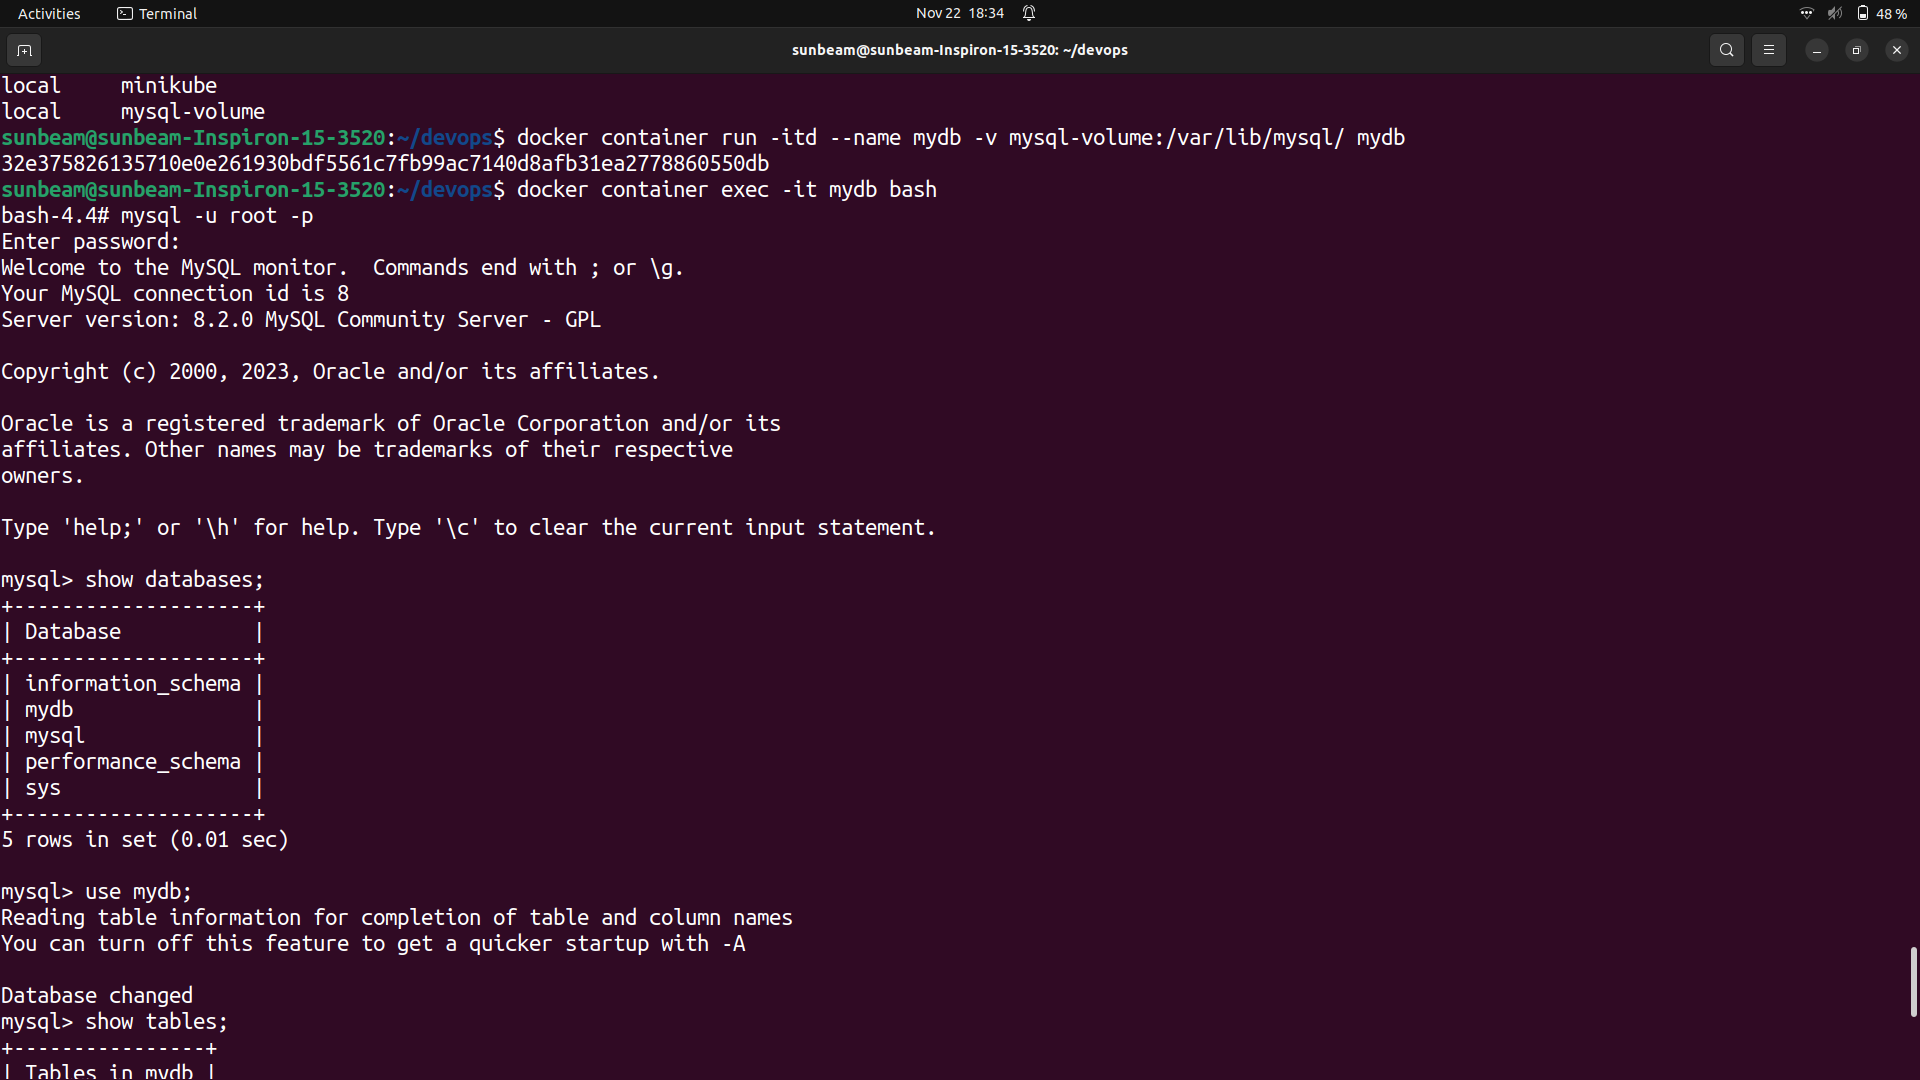 Activities Terminal Nov 22 18:34 48 %
sunbeam@sunbeam-Inspiron-15-3520: ~/devops
local     minikube
local     mysql-volume
sunbeam@sunbeam-Inspiron-15-3520:~/devops$ docker container run -itd --name mydb -v mysql-volume:/var/lib/mysql/ mydb
32e375826135710e0e261930bdf5561c7fb99ac7140d8afb31ea2778860550db
sunbeam@sunbeam-Inspiron-15-3520:~/devops$ docker container exec -it mydb bash
bash-4.4# mysql -u root -p
Enter password:
Welcome to the MySQL monitor.  Commands end with ; or \g.
Your MySQL connection id is 8
Server version: 8.2.0 MySQL Community Server - GPL
Copyright (c) 2000, 2023, Oracle and/or its affiliates.
Oracle is a registered trademark of Oracle Corporation and/or its
affiliates. Other names may be trademarks of their respective
owners.
Type 'help;' or '\h' for help. Type '\c' to clear the current input statement.
mysql> show databases;
+--------------------+
| Database           |
+--------------------+
| information_schema |
| mydb               |
| mysql              |
| performance_schema |
| sys                |
+--------------------+
5 rows in set (0.01 sec)
mysql> use mydb;
Reading table information for completion of table and column names
You can turn off this feature to get a quicker startup with -A
Database changed
mysql> show tables;
+----------------+
| Tables in mydb |